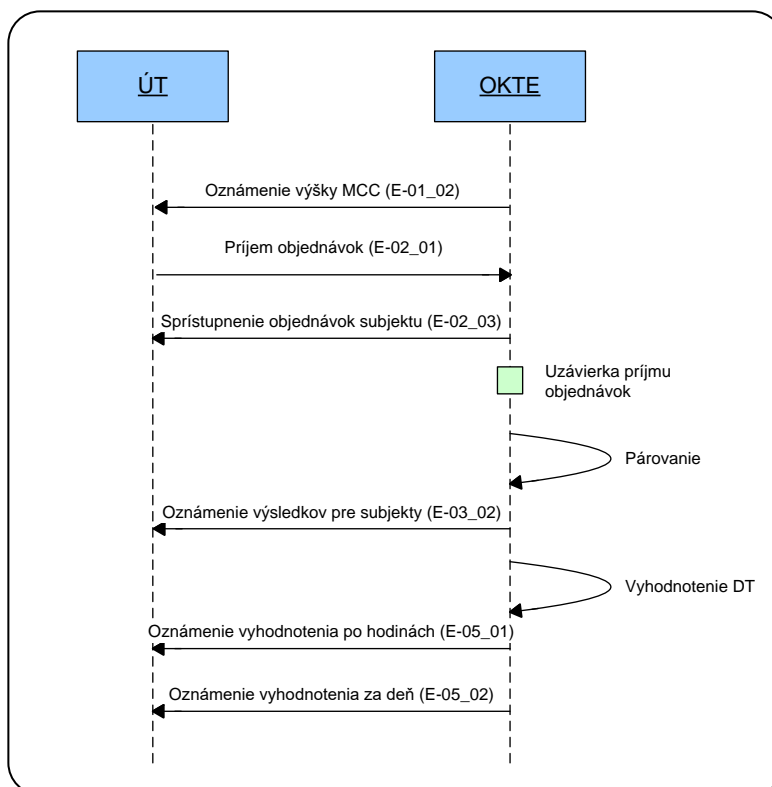 ÚT
OKTE
Oznámenie výšky MCC (E-01_02)
Príjem objednávok (E-02_01)
Sprístupnenie objednávok subjektu (E-02_03)
Uzávierka príjmu
objednávok
Párovanie
Oznámenie výsledkov pre subjekty (E-03_02)
Vyhodnotenie DT
Oznámenie vyhodnotenia po hodinách (E-05_01)
Oznámenie vyhodnotenia za deň (E-05_02)